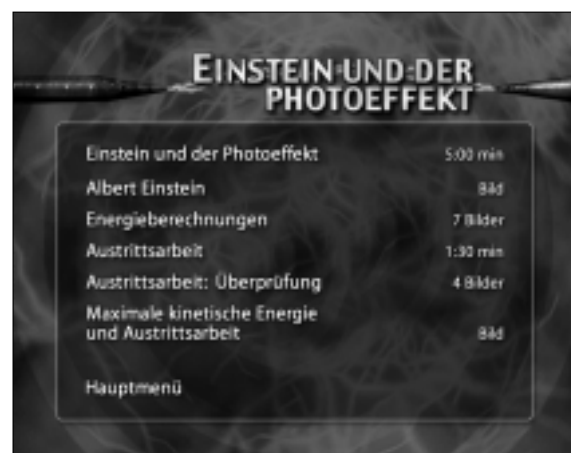 EINSTEIN UND DER
PHOTOEFFEKT
Einstein und der Photoeffekt 5:00 min
Albert Einstein Bild
Energieberechnungen 7 Bilder
Austrittsarbeit 1:30 min
Austrittsarbeit: Überprüfung 4 Bilder
Maximale kinetische Energie
und Austrittsarbeit Bild
Hauptmenü